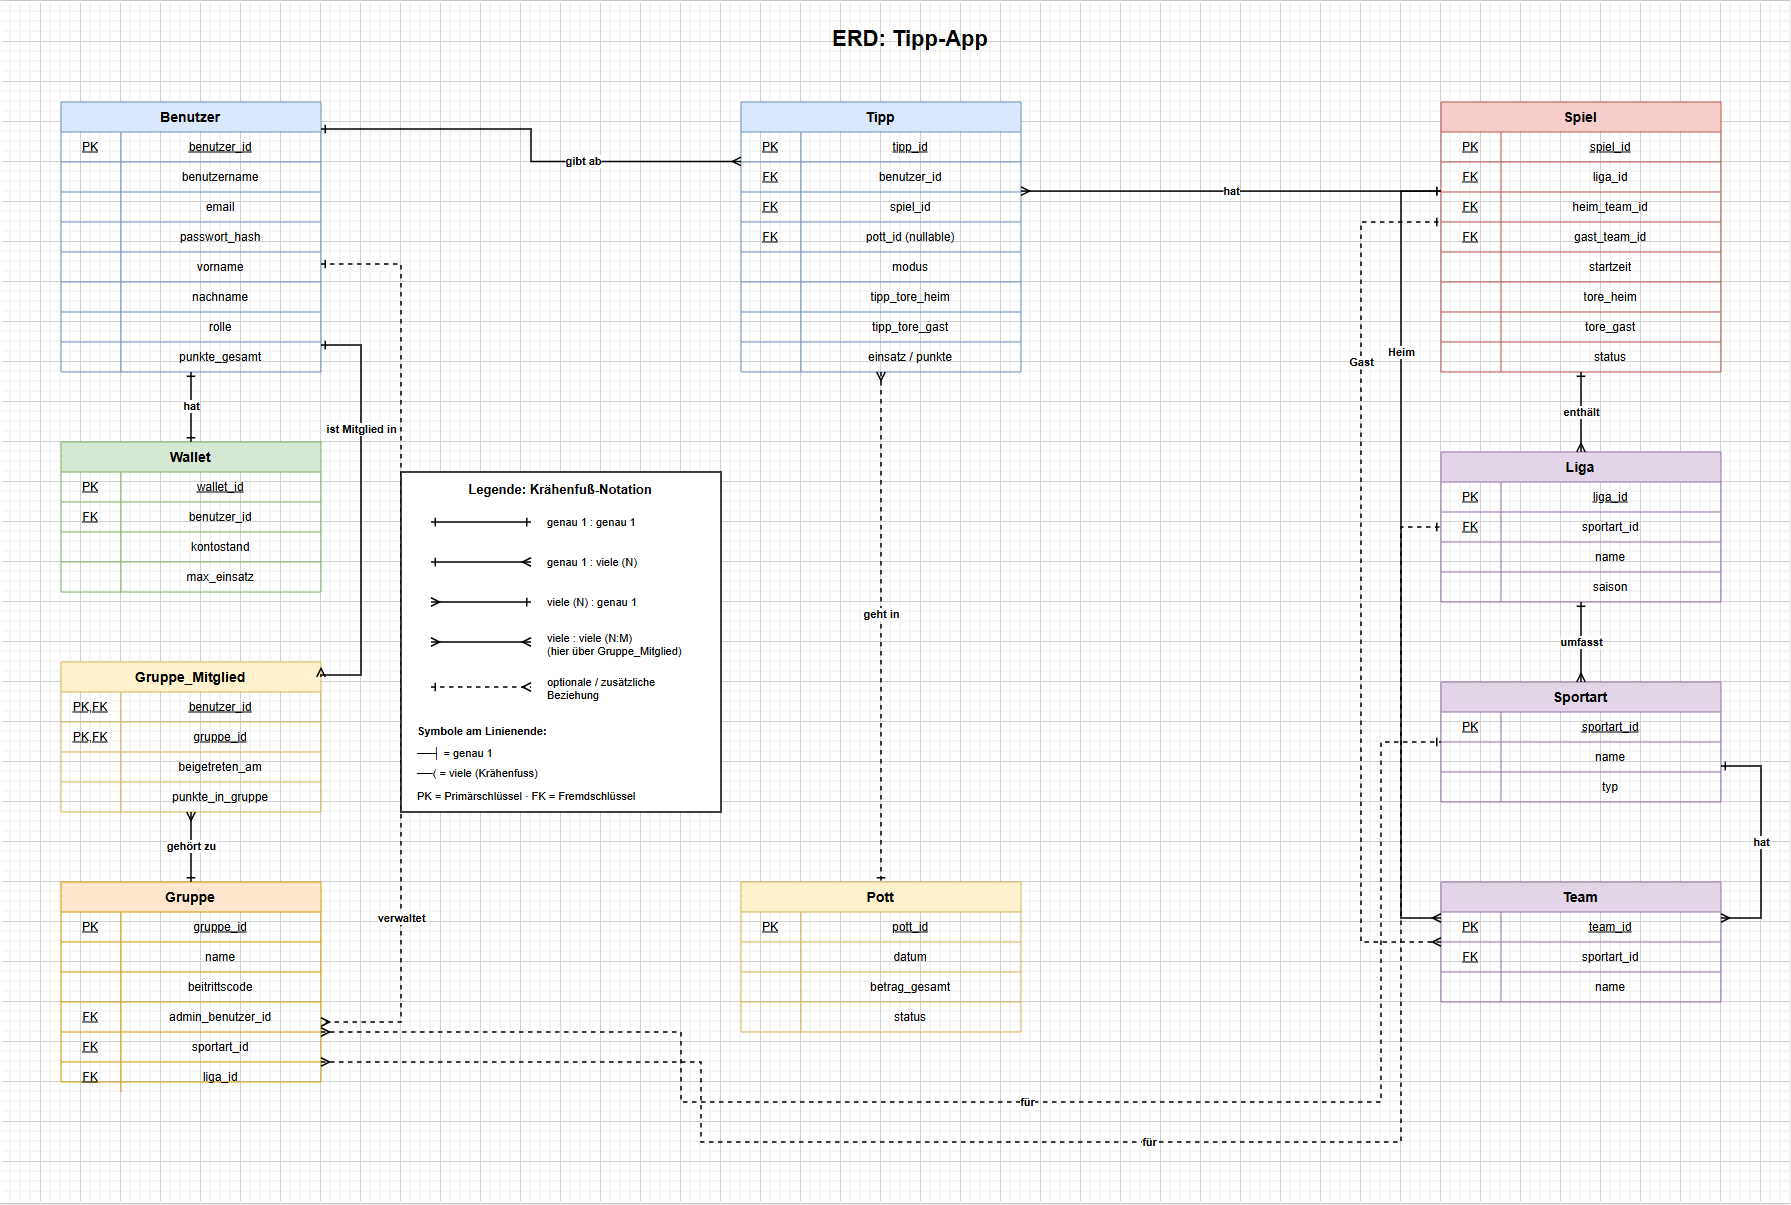 ERD: Tipp-App
Benutzer
PK benutzer_id
benutzername
email
passwort_hash
vorname
nachname
rolle
punkte_gesamt
gibt ab
Tipp
PK tipp_id
FK benutzer_id
FK spiel_id
FK pott_id (nullable)
modus
tipp_tore_heim
tipp_tore_gast
einsatz / punkte
hat
Spiel
PK spiel_id
FK liga_id
FK heim_team_id
FK gast_team_id
startzeit
tore_heim
tore_gast
status
Heim
Gast
hat
ist Mitglied in
enthält
Wallet
PK wallet_id
FK benutzer_id
kontostand
max_einsatz
Legende: Krähenfuß-Notation
genau 1 : genau 1
genau 1 : viele (N)
viele (N) : genau 1
viele : viele (N:M)
(hier über Gruppe_Mitglied)
optionale / zusätzliche
Beziehung
Symbole am Linienende:
──┤ = genau 1
──( = viele (Krähenfuss)
PK = Primärschlüssel · FK = Fremdschlüssel
geht in
Liga
PK liga_id
FK sportart_id
name
saison
umfasst
Gruppe_Mitglied
PK,FK benutzer_id
PK,FK gruppe_id
beigetreten_am
punkte_in_gruppe
gehört zu
Sportart
PK sportart_id
name
typ
hat
Gruppe
PK gruppe_id
name
beitrittscode
FK admin_benutzer_id
FK sportart_id
FK liga_id
verwaltet
Pott
PK pott_id
datum
betrag_gesamt
status
Team
PK team_id
FK sportart_id
name
für
für